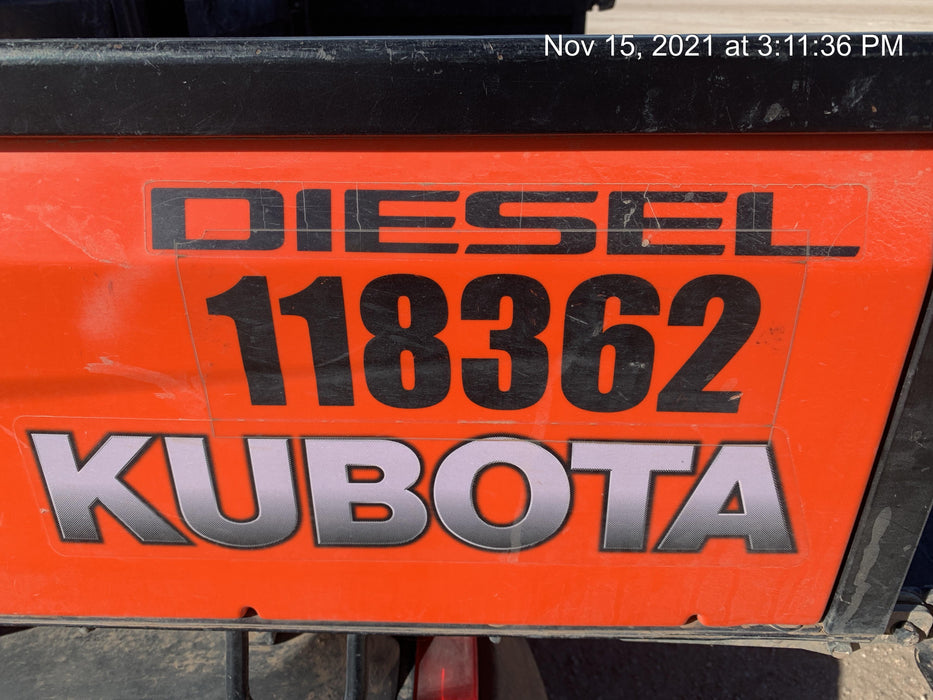 Nov 15, 2021 at 3:11:36 PM
DIESEL
118362
KUBOTA